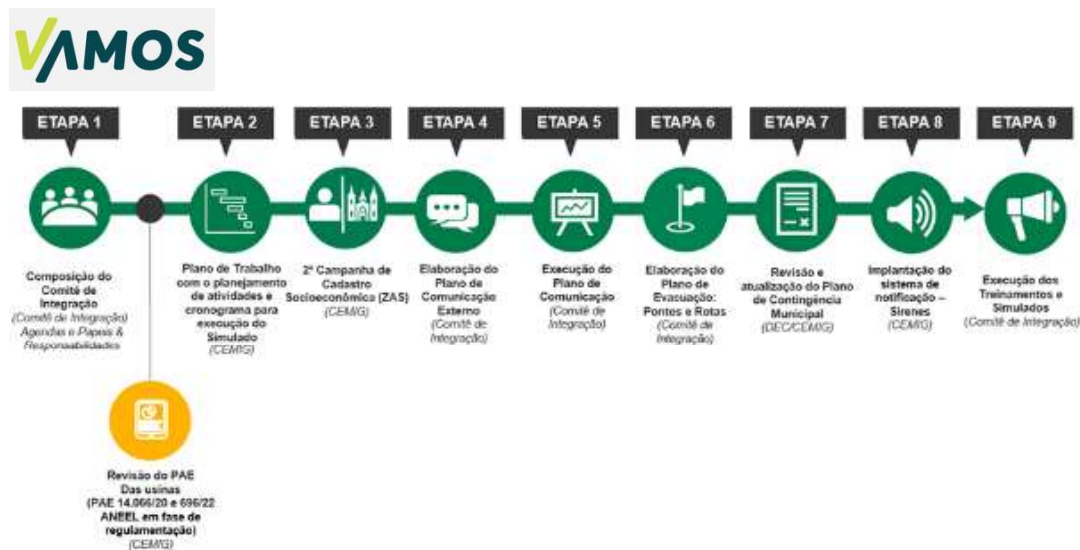 VAMOS
ETAPA 1
Composição do
Comitê de
Integração
(Comitê de Integração)
Agendas e Papeis &
Responsabilidades
ETAPA 2
Plano de Trabalho
com o planejamento
de atividades e
cronograma para
execução do
Simulado
(CEMIG)
ETAPA 3
2ª Campanha de
Cadastro
Socioeconômico (ZAS)
(CEMIG)
ETAPA 4
Elaboração do
Plano de
Comunicação
Externo
(Comitê de
Integração)
ETAPA 5
Execução do
Plano de
Comunicação
(Comitê de
Integração)
ETAPA 6
Elaboração do
Plano de
Evacuação:
Pontos e Rotas
(Comitê de
Integração)
ETAPA 7
Revisão e
atualização do Plano
de Contingência
Municipal
(DEC/CEMIG)
ETAPA 8
Implantação do
sistema de
notificação –
Sirenes
(CEMIG)
ETAPA 9
Execução dos
Treinamentos e
Simulados
(Comitê de Integração)
Revisão do PAE
Das usinas
(PAE 14.066/20 e 696/22
ANEEL em fase de
regulamentação)
(CEMIG)